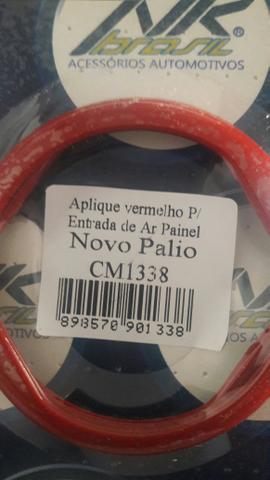 NK
brasil®
ACESSÓRIOS AUTOMOTIVOS
Aplique vermelho P/
Entrada de Ar Painel
Novo Palio
CM1338
898570 901338